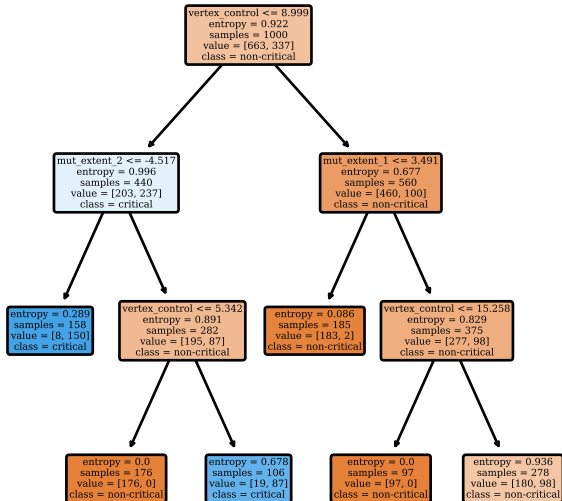 vertex_control <= 8.999
entropy = 0.922
samples = 1000
value = [663, 337]
class = non-critical
mut_extent_2 <= -4.517
entropy = 0.996
samples = 440
value = [203, 237]
class = critical
mut_extent_1 <= 3.491
entropy = 0.677
samples = 560
value = [460, 100]
class = non-critical
entropy = 0.289
samples = 158
value = [8, 150]
class = critical
vertex_control <= 5.342
entropy = 0.891
samples = 282
value = [195, 87]
class = non-critical
entropy = 0.086
samples = 185
value = [183, 2]
class = non-critical
vertex_control <= 15.258
entropy = 0.829
samples = 375
value = [277, 98]
class = non-critical
entropy = 0.0
samples = 176
value = [176, 0]
class = non-critical
entropy = 0.678
samples = 106
value = [19, 87]
class = critical
entropy = 0.0
samples = 97
value = [97, 0]
class = non-critical
entropy = 0.936
samples = 278
value = [180, 98]
class = non-critical